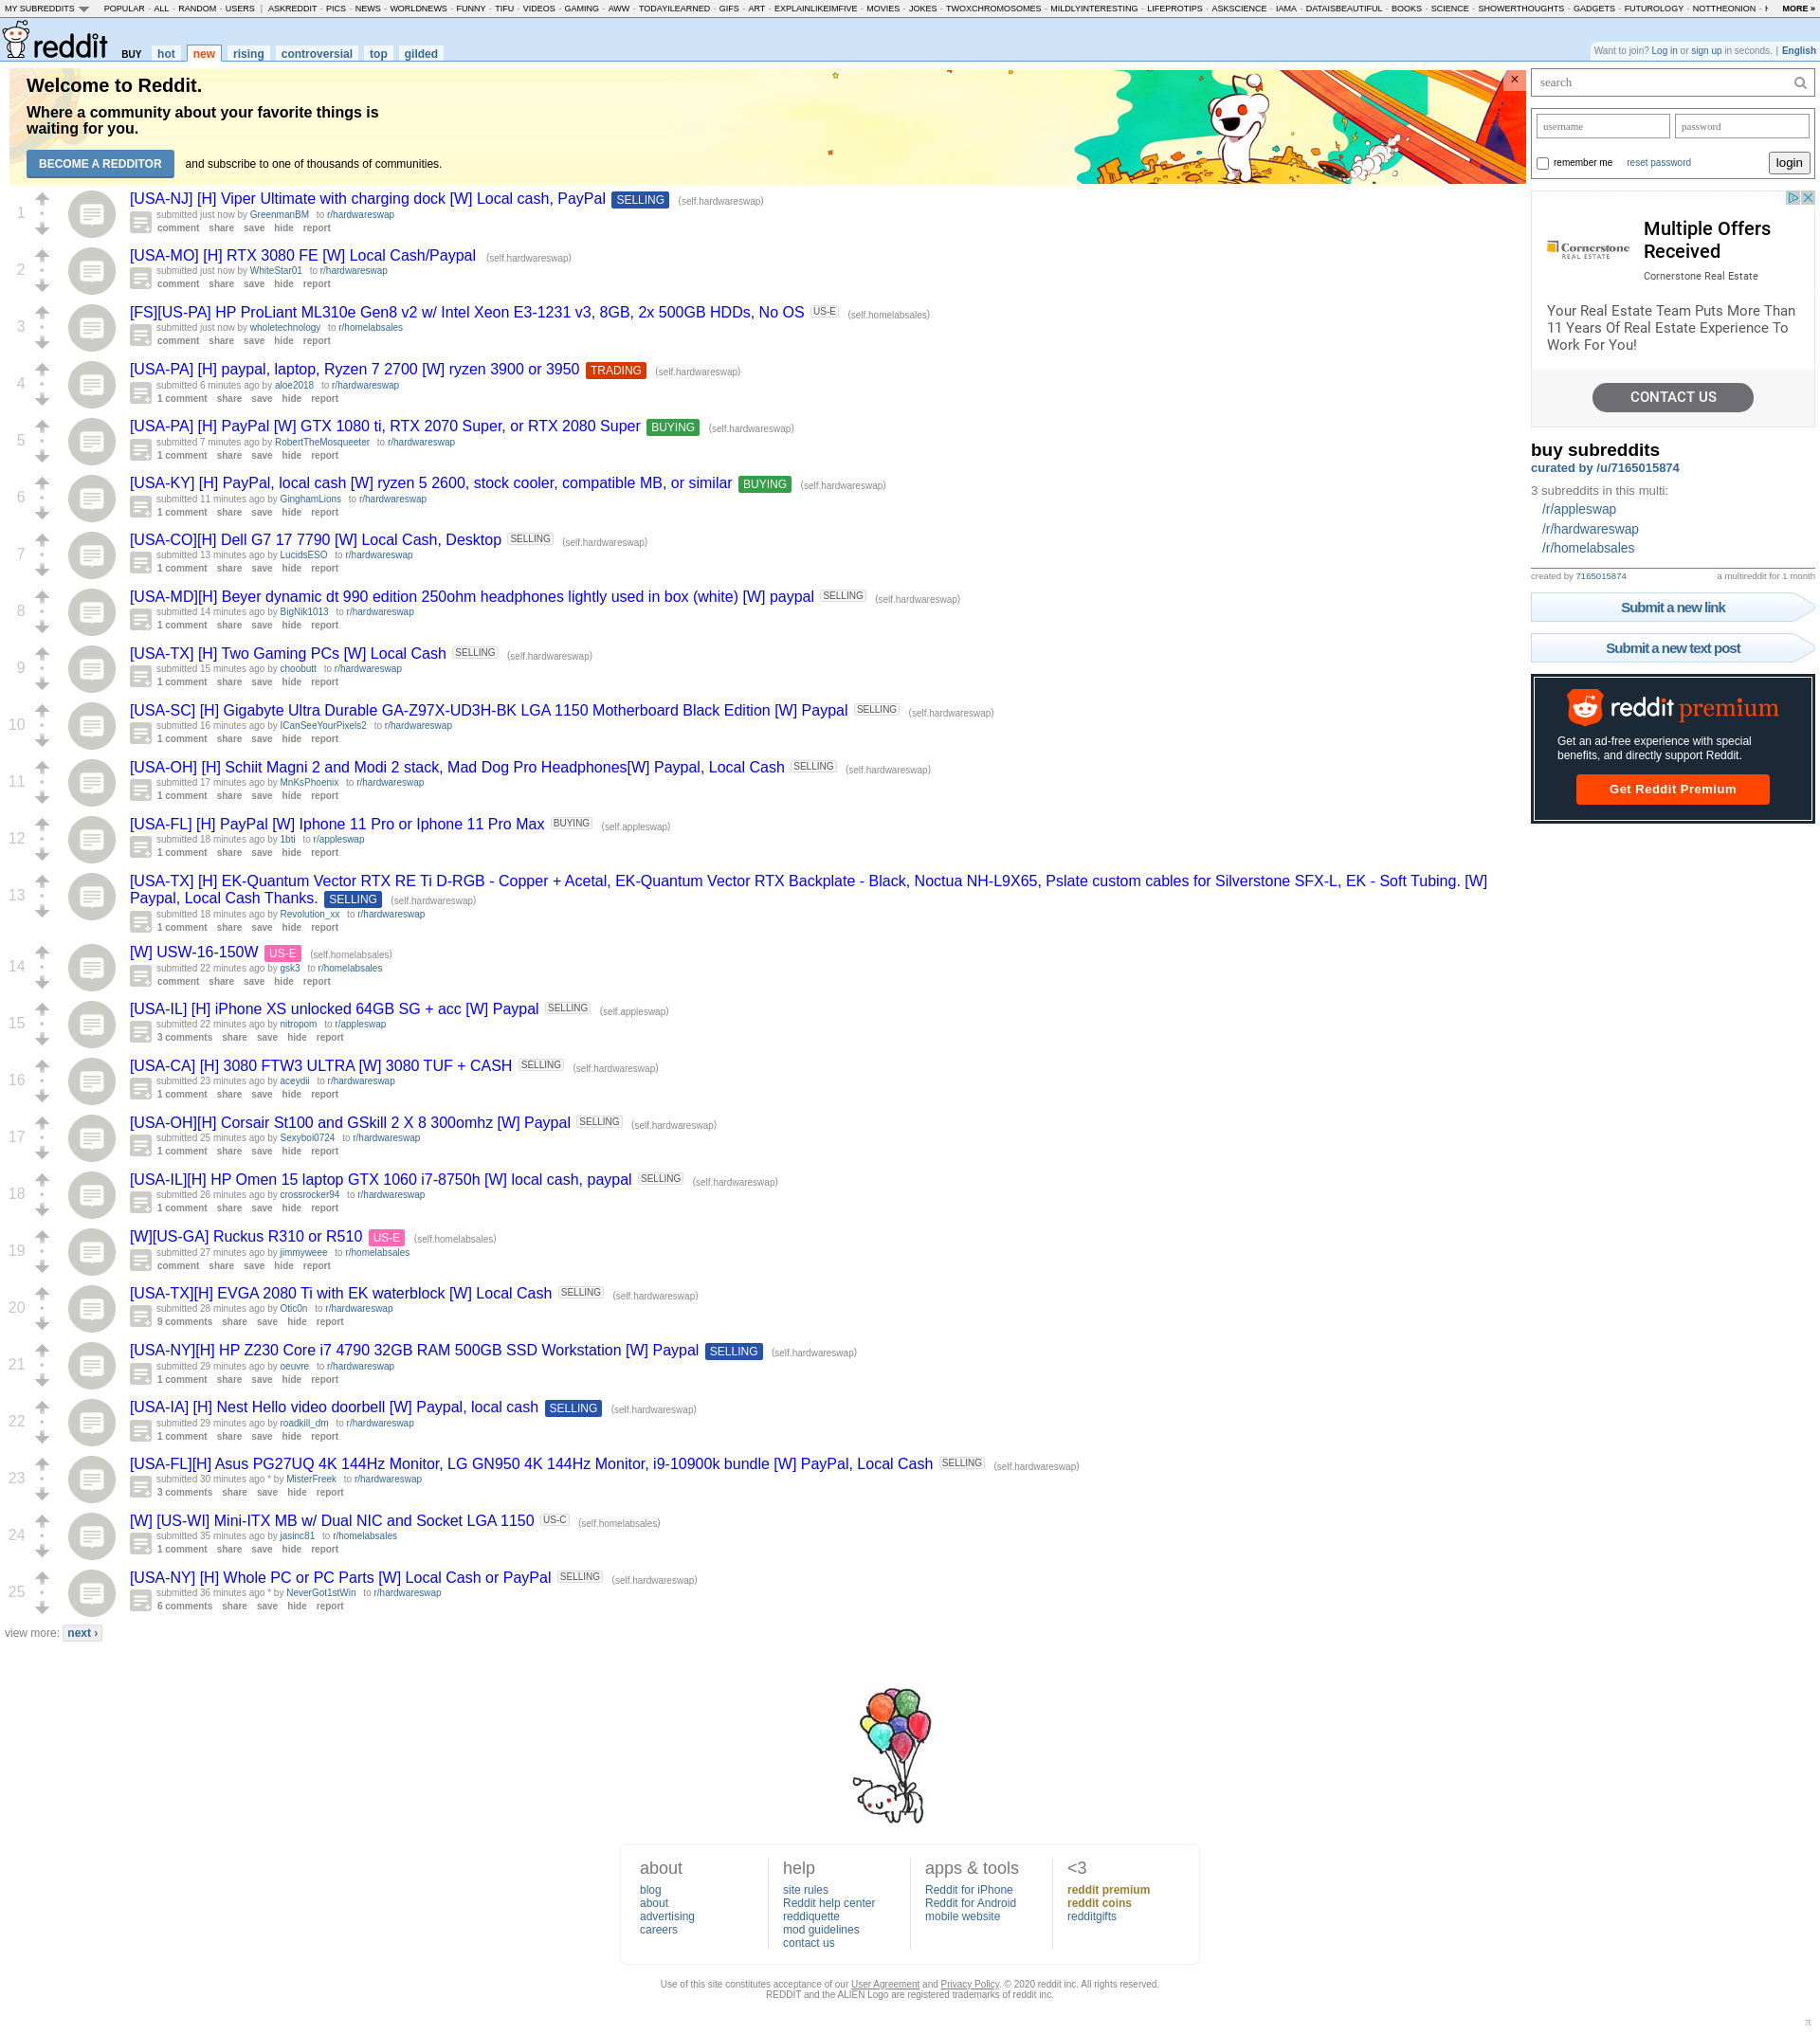 MY SUBREDDITS POPULAR - ALL - RANDOM - USERS | ASKREDDIT - PICS - NEWS - WORLDNEWS - FUNNY - TIFU - VIDEOS - GAMING - AWW - TODAYILEARNED - GIFS - ART - EXPLAINLIKEIMFIVE - MOVIES - JOKES - TWOXCHROMOSOMES - MILDLYINTERESTING - LIFEPROTIPS - ASKSCIENCE - IAMA - DATAISBEAUTIFUL - BOOKS - SCIENCE - SHOWERTHOUGHTS - GADGETS - FUTUROLOGY - NOTTHEONION - MORE »
reddit BUY hot new rising controversial top gilded
Want to join? Log in or sign up in seconds. | English
Welcome to Reddit.
Where a community about your favorite things is
waiting for you.
BECOME A REDDITOR and subscribe to one of thousands of communities.
×
1
[USA-NJ] [H] Viper Ultimate with charging dock [W] Local cash, PayPal SELLING (self.hardwareswap)
submitted just now by GreenmanBM to r/hardwareswap
comment share save hide report
2
[USA-MO] [H] RTX 3080 FE [W] Local Cash/Paypal (self.hardwareswap)
submitted just now by WhiteStar01 to r/hardwareswap
comment share save hide report
3
[FS][US-PA] HP ProLiant ML310e Gen8 v2 w/ Intel Xeon E3-1231 v3, 8GB, 2x 500GB HDDs, No OS US-E (self.homelabsales)
submitted just now by wholetechnology to r/homelabsales
comment share save hide report
4
[USA-PA] [H] paypal, laptop, Ryzen 7 2700 [W] ryzen 3900 or 3950 TRADING (self.hardwareswap)
submitted 6 minutes ago by aloe2018 to r/hardwareswap
1 comment share save hide report
5
[USA-PA] [H] PayPal [W] GTX 1080 ti, RTX 2070 Super, or RTX 2080 Super BUYING (self.hardwareswap)
submitted 7 minutes ago by RobertTheMosqueeter to r/hardwareswap
1 comment share save hide report
6
[USA-KY] [H] PayPal, local cash [W] ryzen 5 2600, stock cooler, compatible MB, or similar BUYING (self.hardwareswap)
submitted 11 minutes ago by GinghamLions to r/hardwareswap
1 comment share save hide report
7
[USA-CO][H] Dell G7 17 7790 [W] Local Cash, Desktop SELLING (self.hardwareswap)
submitted 13 minutes ago by LucidsESO to r/hardwareswap
1 comment share save hide report
8
[USA-MD][H] Beyer dynamic dt 990 edition 250ohm headphones lightly used in box (white) [W] paypal SELLING (self.hardwareswap)
submitted 14 minutes ago by BigNik1013 to r/hardwareswap
1 comment share save hide report
9
[USA-TX] [H] Two Gaming PCs [W] Local Cash SELLING (self.hardwareswap)
submitted 15 minutes ago by choobutt to r/hardwareswap
1 comment share save hide report
10
[USA-SC] [H] Gigabyte Ultra Durable GA-Z97X-UD3H-BK LGA 1150 Motherboard Black Edition [W] Paypal SELLING (self.hardwareswap)
submitted 16 minutes ago by ICanSeeYourPixels2 to r/hardwareswap
1 comment share save hide report
11
[USA-OH] [H] Schiit Magni 2 and Modi 2 stack, Mad Dog Pro Headphones[W] Paypal, Local Cash SELLING (self.hardwareswap)
submitted 17 minutes ago by MnKsPhoenix to r/hardwareswap
1 comment share save hide report
12
[USA-FL] [H] PayPal [W] Iphone 11 Pro or Iphone 11 Pro Max BUYING (self.appleswap)
submitted 18 minutes ago by 1bti to r/appleswap
1 comment share save hide report
13
[USA-TX] [H] EK-Quantum Vector RTX RE Ti D-RGB - Copper + Acetal, EK-Quantum Vector RTX Backplate - Black, Noctua NH-L9X65, Pslate custom cables for Silverstone SFX-L, EK - Soft Tubing. [W]
Paypal, Local Cash Thanks. SELLING (self.hardwareswap)
submitted 18 minutes ago by Revolution_xx to r/hardwareswap
1 comment share save hide report
14
[W] USW-16-150W US-E (self.homelabsales)
submitted 22 minutes ago by gsk3 to r/homelabsales
comment share save hide report
15
[USA-IL] [H] iPhone XS unlocked 64GB SG + acc [W] Paypal SELLING (self.appleswap)
submitted 22 minutes ago by nitropom to r/appleswap
3 comments share save hide report
16
[USA-CA] [H] 3080 FTW3 ULTRA [W] 3080 TUF + CASH SELLING (self.hardwareswap)
submitted 23 minutes ago by aceydii to r/hardwareswap
1 comment share save hide report
17
[USA-OH][H] Corsair St100 and GSkill 2 X 8 300omhz [W] Paypal SELLING (self.hardwareswap)
submitted 25 minutes ago by Sexyboi0724 to r/hardwareswap
1 comment share save hide report
18
[USA-IL][H] HP Omen 15 laptop GTX 1060 i7-8750h [W] local cash, paypal SELLING (self.hardwareswap)
submitted 26 minutes ago by crossrocker94 to r/hardwareswap
1 comment share save hide report
19
[W][US-GA] Ruckus R310 or R510 US-E (self.homelabsales)
submitted 27 minutes ago by jimmyweee to r/homelabsales
comment share save hide report
20
[USA-TX][H] EVGA 2080 Ti with EK waterblock [W] Local Cash SELLING (self.hardwareswap)
submitted 28 minutes ago by Otic0n to r/hardwareswap
9 comments share save hide report
21
[USA-NY][H] HP Z230 Core i7 4790 32GB RAM 500GB SSD Workstation [W] Paypal SELLING (self.hardwareswap)
submitted 29 minutes ago by oeuvre to r/hardwareswap
1 comment share save hide report
22
[USA-IA] [H] Nest Hello video doorbell [W] Paypal, local cash SELLING (self.hardwareswap)
submitted 29 minutes ago by roadkill_dm to r/hardwareswap
1 comment share save hide report
23
[USA-FL][H] Asus PG27UQ 4K 144Hz Monitor, LG GN950 4K 144Hz Monitor, i9-10900k bundle [W] PayPal, Local Cash SELLING (self.hardwareswap)
submitted 30 minutes ago * by MisterFreek to r/hardwareswap
3 comments share save hide report
24
[W] [US-WI] Mini-ITX MB w/ Dual NIC and Socket LGA 1150 US-C (self.homelabsales)
submitted 35 minutes ago by jasinc81 to r/homelabsales
1 comment share save hide report
25
[USA-NY] [H] Whole PC or PC Parts [W] Local Cash or PayPal SELLING (self.hardwareswap)
submitted 36 minutes ago * by NeverGot1stWin to r/hardwareswap
6 comments share save hide report
view more: next ›
search
username password
remember me reset password login
Multiple Offers
Received
Cornerstone
REAL ESTATE
Cornerstone Real Estate
Your Real Estate Team Puts More Than
11 Years Of Real Estate Experience To
Work For You!
CONTACT US
buy subreddits
curated by /u/7165015874
3 subreddits in this multi:
/r/appleswap
/r/hardwareswap
/r/homelabsales
created by 7165015874 a multireddit for 1 month
Submit a new link
Submit a new text post
reddit premium
Get an ad-free experience with special
benefits, and directly support Reddit.
Get Reddit Premium
about
blog
about
advertising
careers
help
site rules
Reddit help center
reddiquette
mod guidelines
contact us
apps & tools
Reddit for iPhone
Reddit for Android
mobile website
<3
reddit premium
reddit coins
redditgifts
Use of this site constitutes acceptance of our User Agreement and Privacy Policy. © 2020 reddit inc. All rights reserved.
REDDIT and the ALIEN Logo are registered trademarks of reddit inc.
π